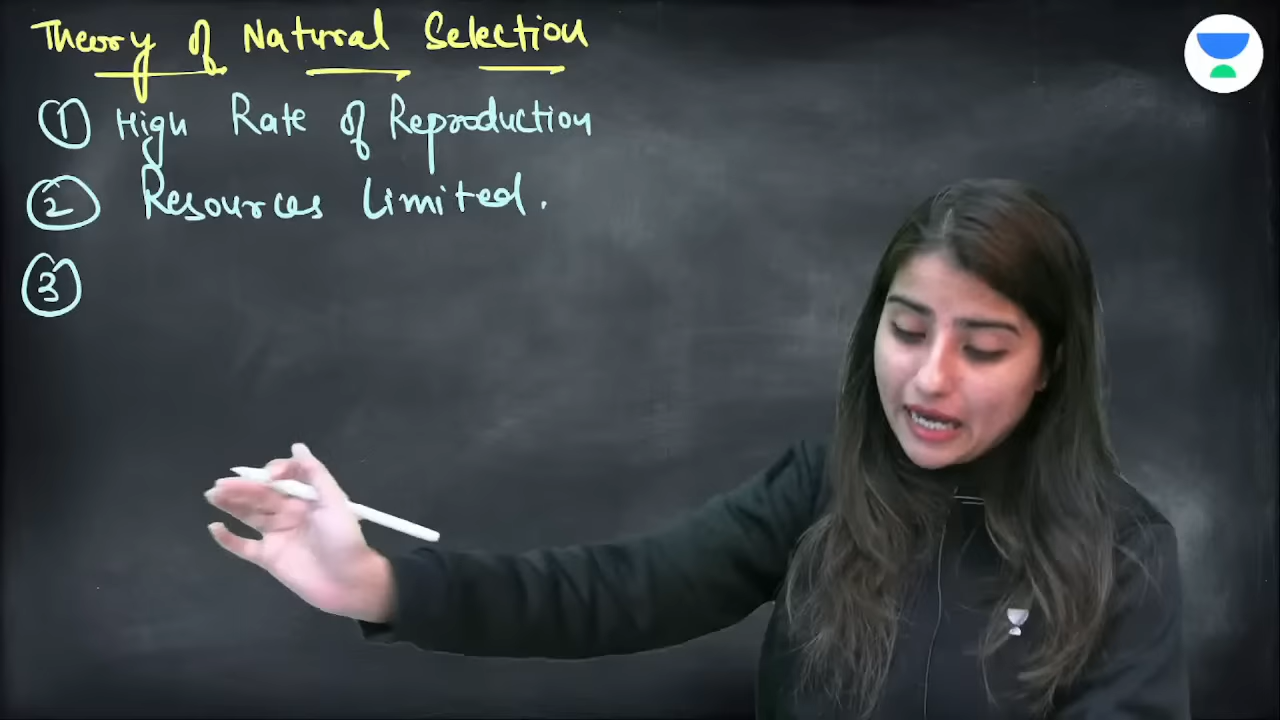 Theory of Natural Selection
① High Rate of Reproduction
② Resources Limited.
③